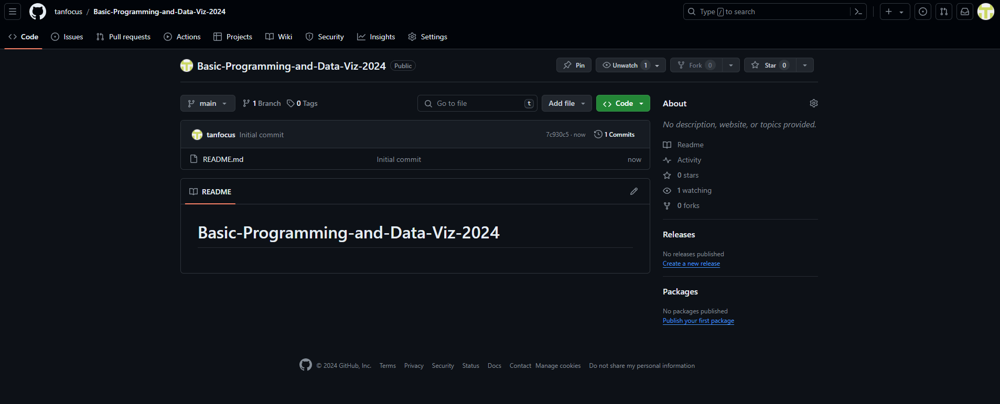 tanfocus / Basic-Programming-and-Data-Viz-2024
Type / to search
Code Issues Pull requests Actions Projects Wiki Security Insights Settings
Basic-Programming-and-Data-Viz-2024 Public
Pin Unwatch 1 Fork 0 Star 0
main 1 Branch 0 Tags Go to file t Add file Code
tanfocus Initial commit 7c930c5 · now 1 Commits
README.md Initial commit now
README
Basic-Programming-and-Data-Viz-2024
About
No description, website, or topics provided.
Readme
Activity
0 stars
1 watching
0 forks
Releases
No releases published
Create a new release
Packages
No packages published
Publish your first package
© 2024 GitHub, Inc. Terms Privacy Security Status Docs Contact Manage cookies Do not share my personal information